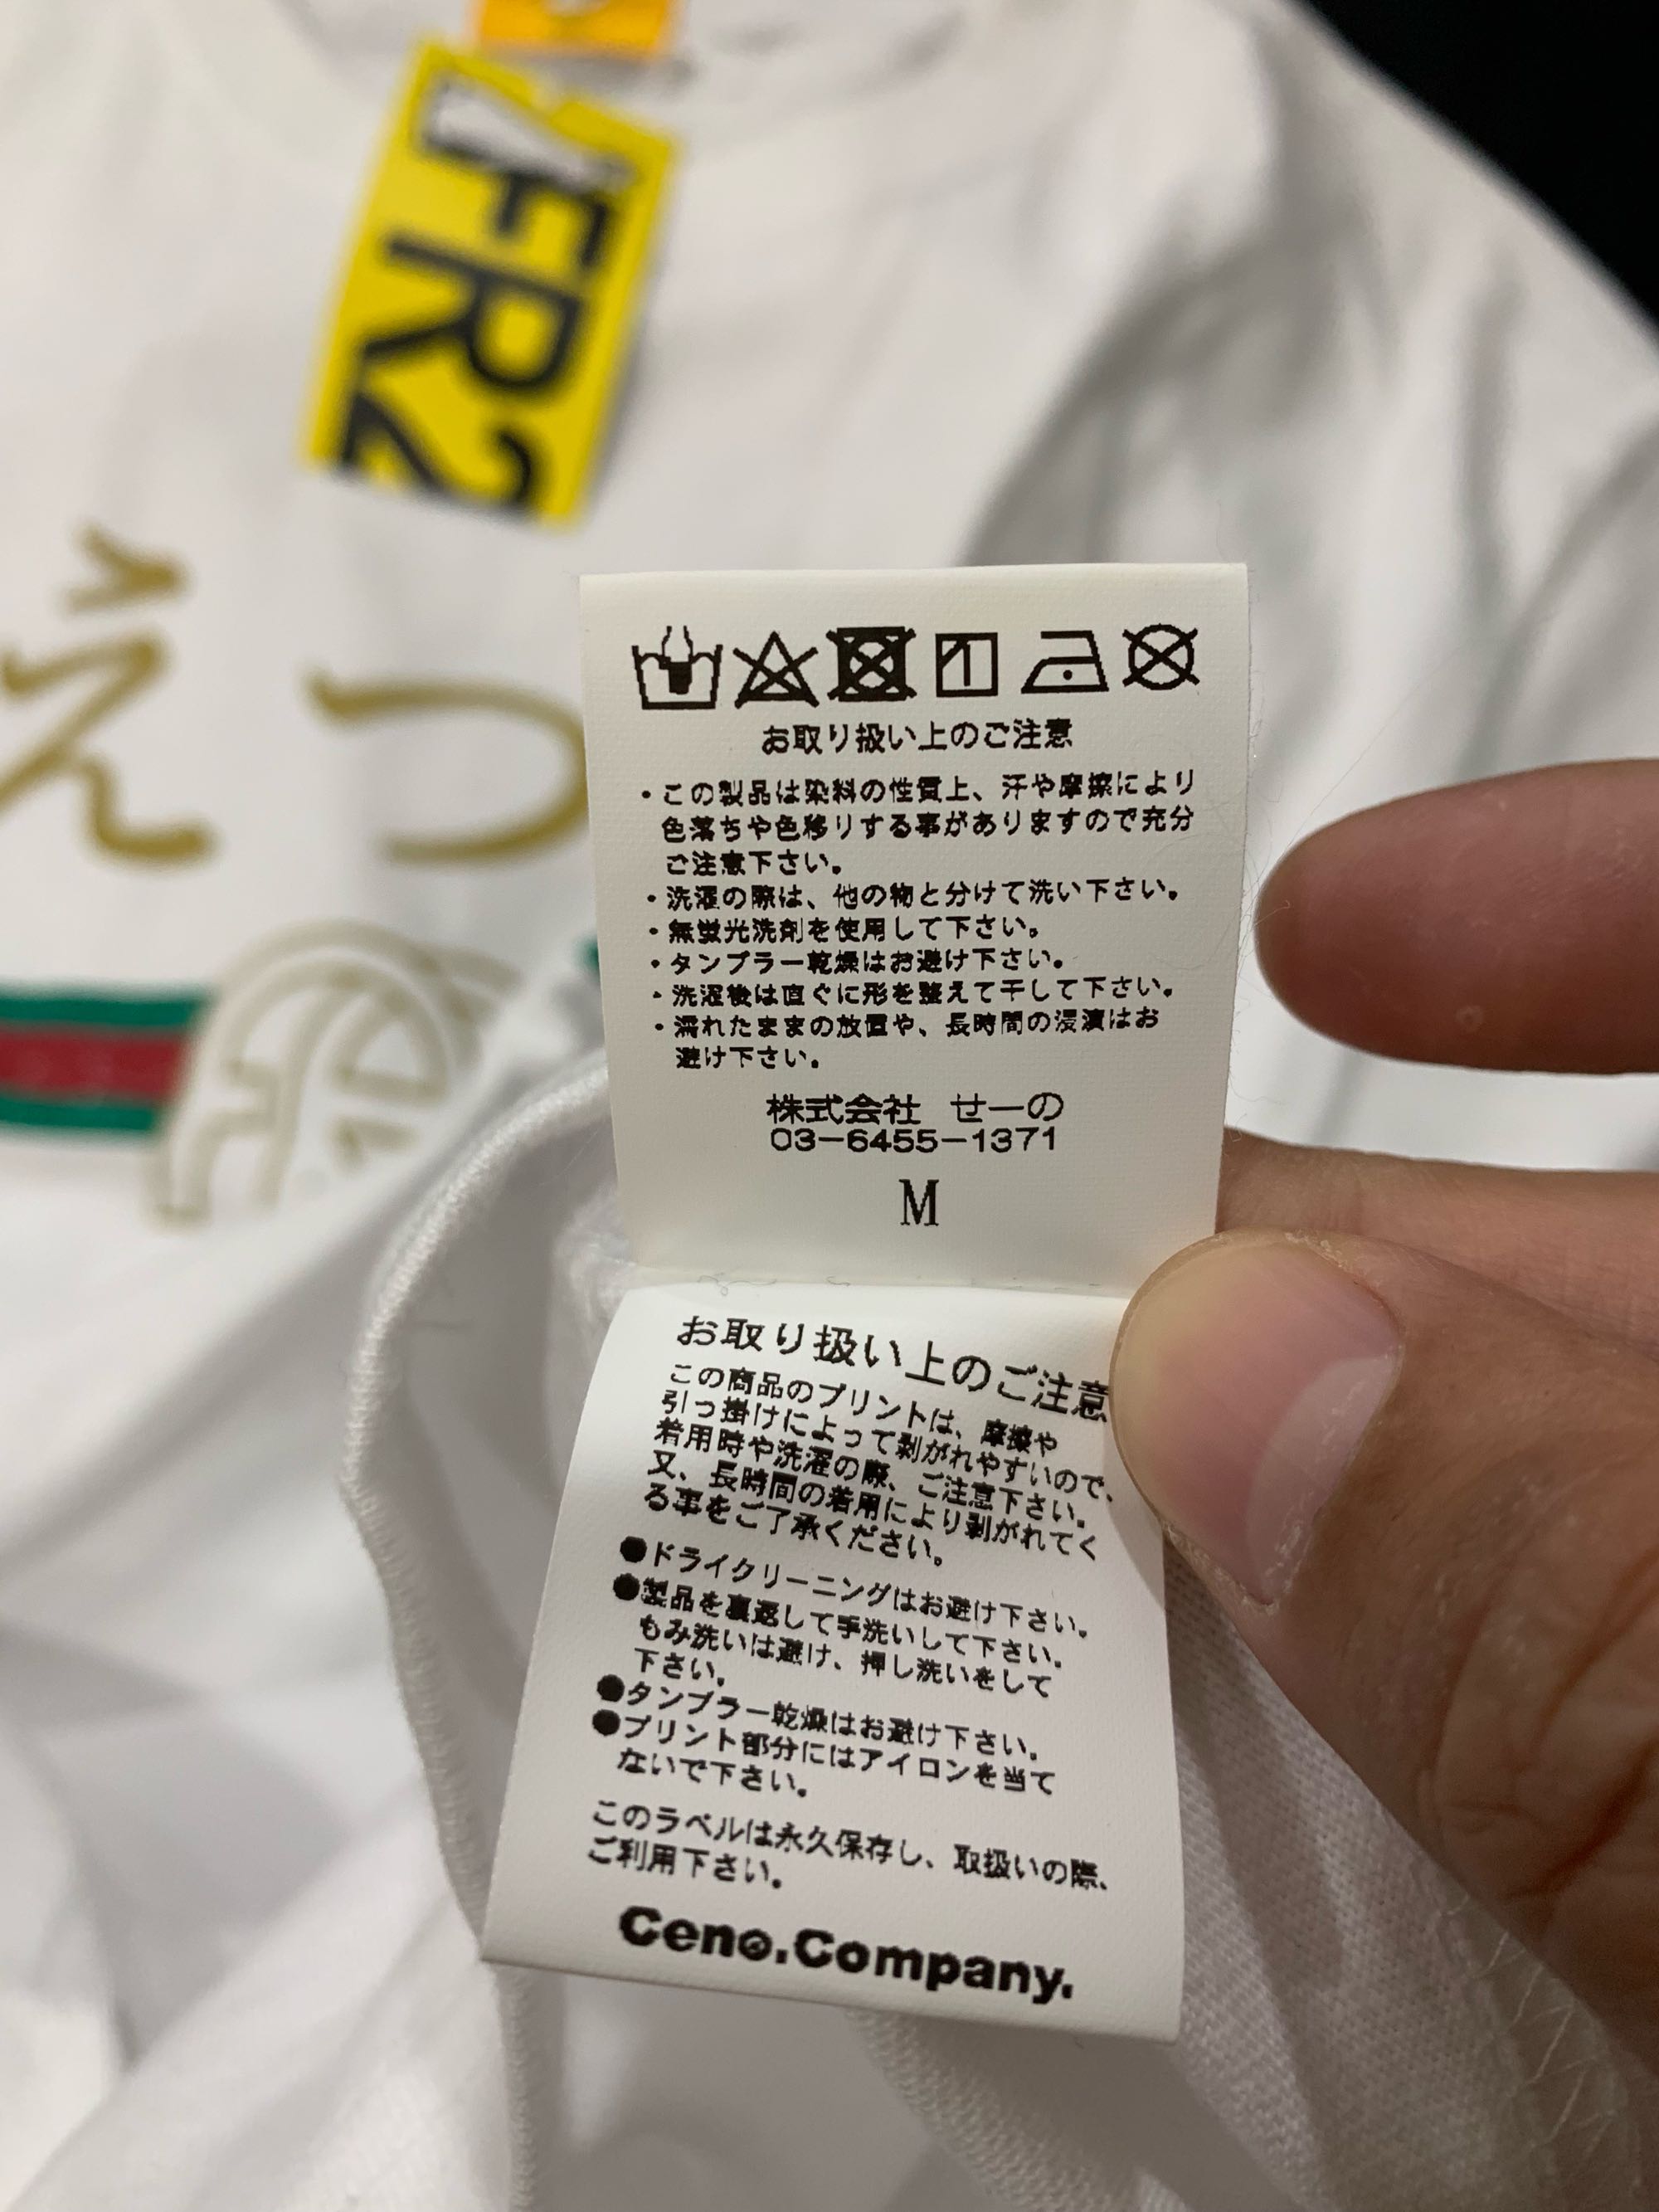 FR2
え つ
お取り扱い上のご注意
・この製品は染料の性質上、汗や摩擦により
色落ちや色移りする事がありますので充分
ご注意下さい。
・洗濯の際は、他の物と分けて洗い下さい。
・無蛍光洗剤を使用して下さい。
・タンブラー乾燥はお避け下さい。
・洗濯後は直ぐに形を整えて干して下さい。
・濡れたままの放置や、長時間の浸漬はお
避け下さい。
株式会社 せーの
03-6455-1371
M
お取り扱い上のご注意
この商品のプリントは、摩擦や
引っ掛けによって剥がれやすいので、
着用時や洗濯の際、ご注意下さい。
又、長時間の着用により剥がれてく
る事をご了承ください。
●ドライクリーニングはお避け下さい。
●製品を裏返して手洗いして下さい。
もみ洗いは避け、押し洗いをして
下さい。
●タンブラー乾燥はお避け下さい。
●プリント部分にはアイロンを当て
ないで下さい。
このラベルは永久保存し、取扱いの際、
ご利用下さい。
Ceno.Company.